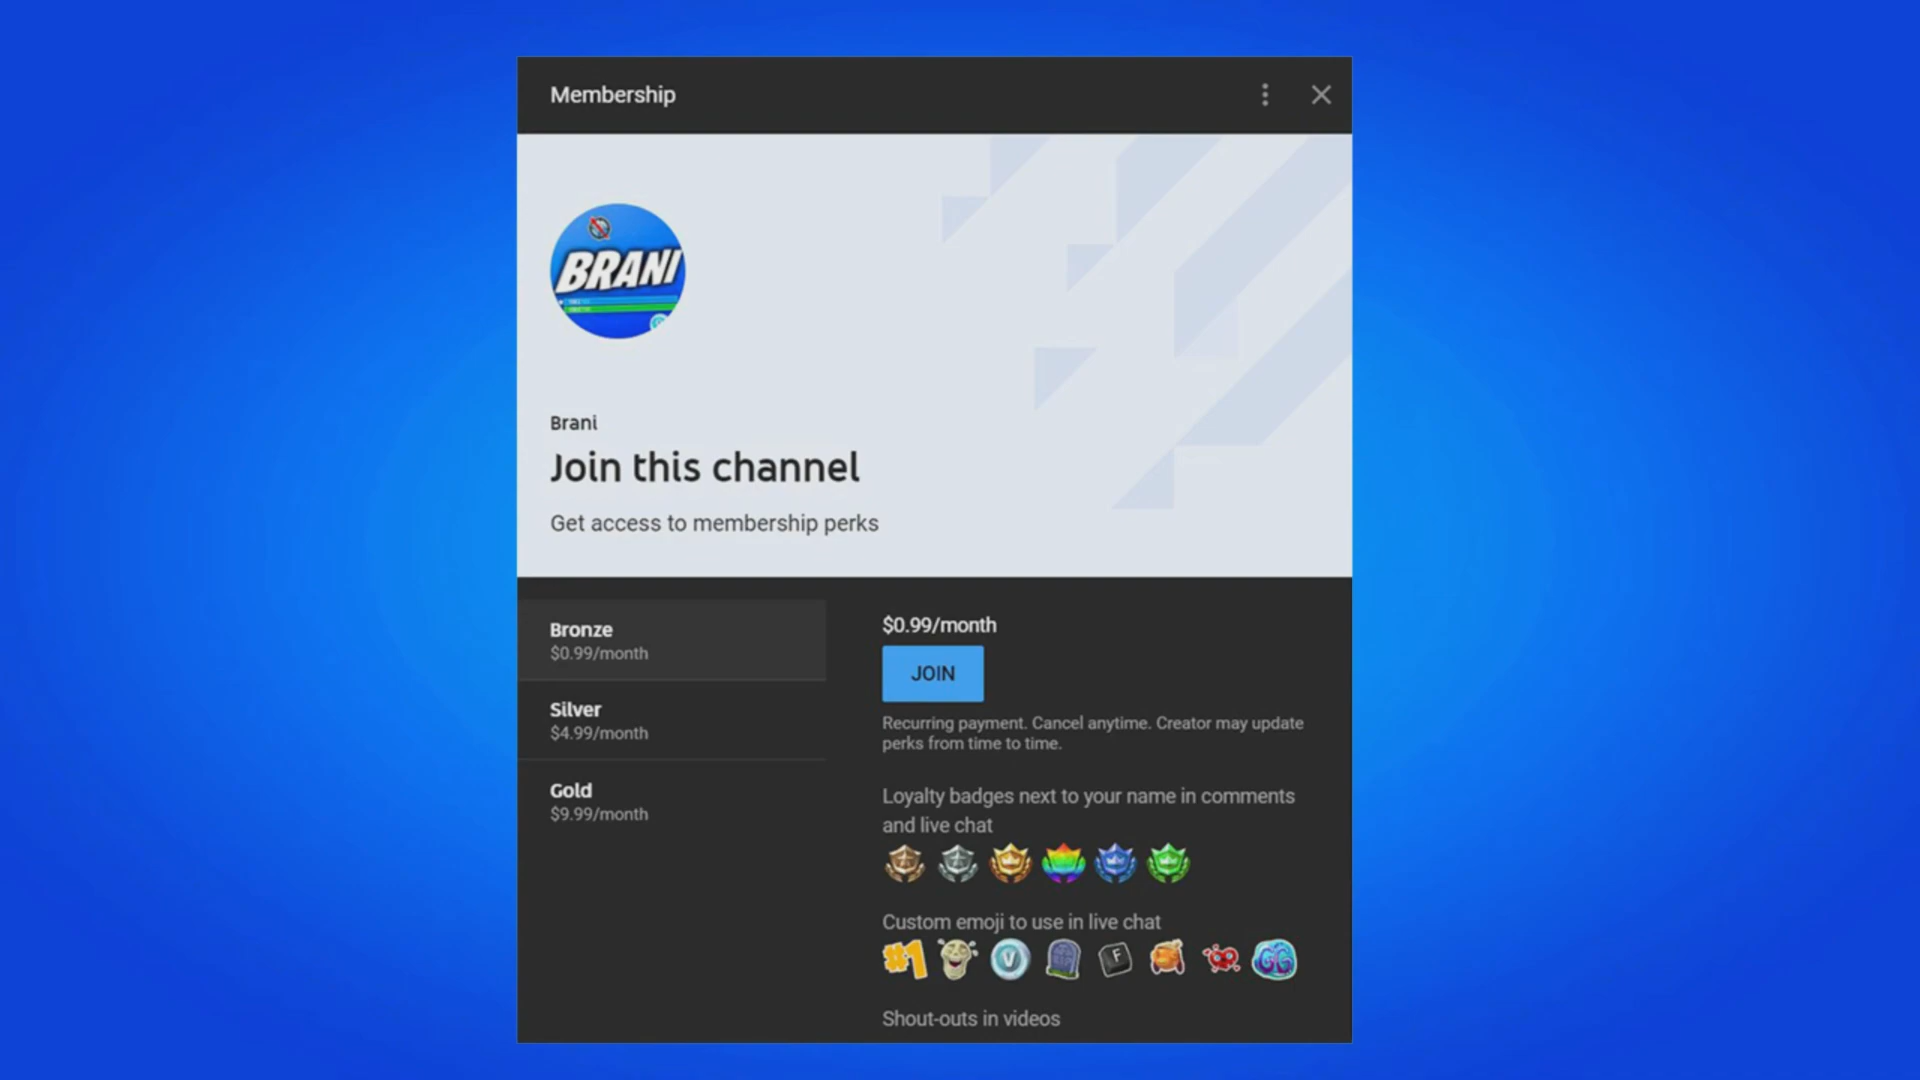 Membership
BRANI
Brani
Join this channel
Get access to membership perks
Bronze
$0.99/month
Silver
$4.99/month
Gold
$9.99/month
$0.99/month
JOIN
Recurring payment. Cancel anytime. Creator may update
perks from time to time.
Loyalty badges next to your name in comments
and live chat
Custom emoji to use in live chat
#1
V
RIP
F
GG
Shout-outs in videos